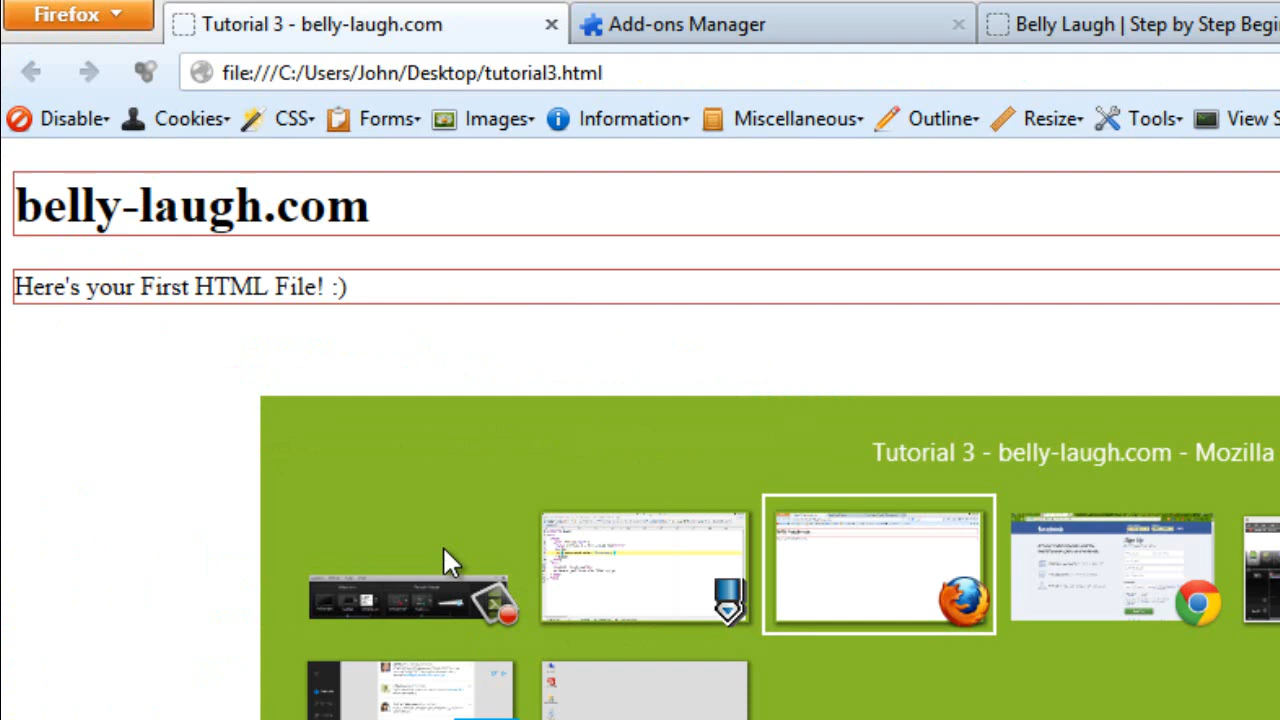 Firefox
Tutorial 3 - belly-laugh.com
Add-ons Manager
Belly Laugh | Step by Step Begi
file:///C:/Users/John/Desktop/tutorial3.html
Disable Cookies CSS Forms Images Information Miscellaneous Outline Resize Tools View S
belly-laugh.com
Here's your First HTML File! :)
Tutorial 3 - belly-laugh.com - Mozilla